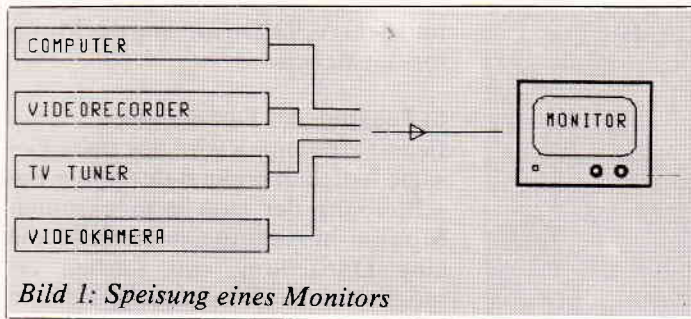 COMPUTER
VIDEORECORDER
MONITOR
TV TUNER
VIDEOKAMERA
Bild 1: Speisung eines Monitors